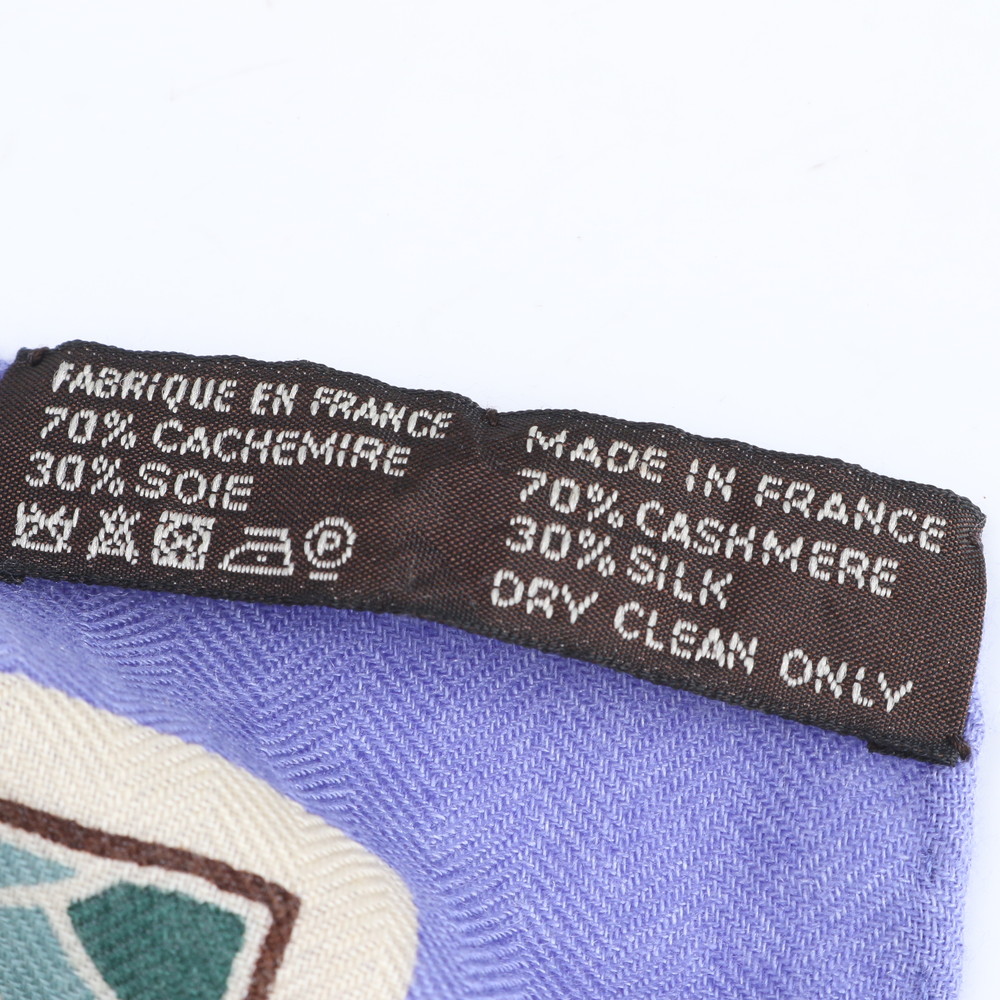 FABRIQUE EN FRANCE
70% CACHEMIRE
30% SOIE
P
MADE IN FRANCE
70% CASHMERE
30% SILK
DRY CLEAN ONLY